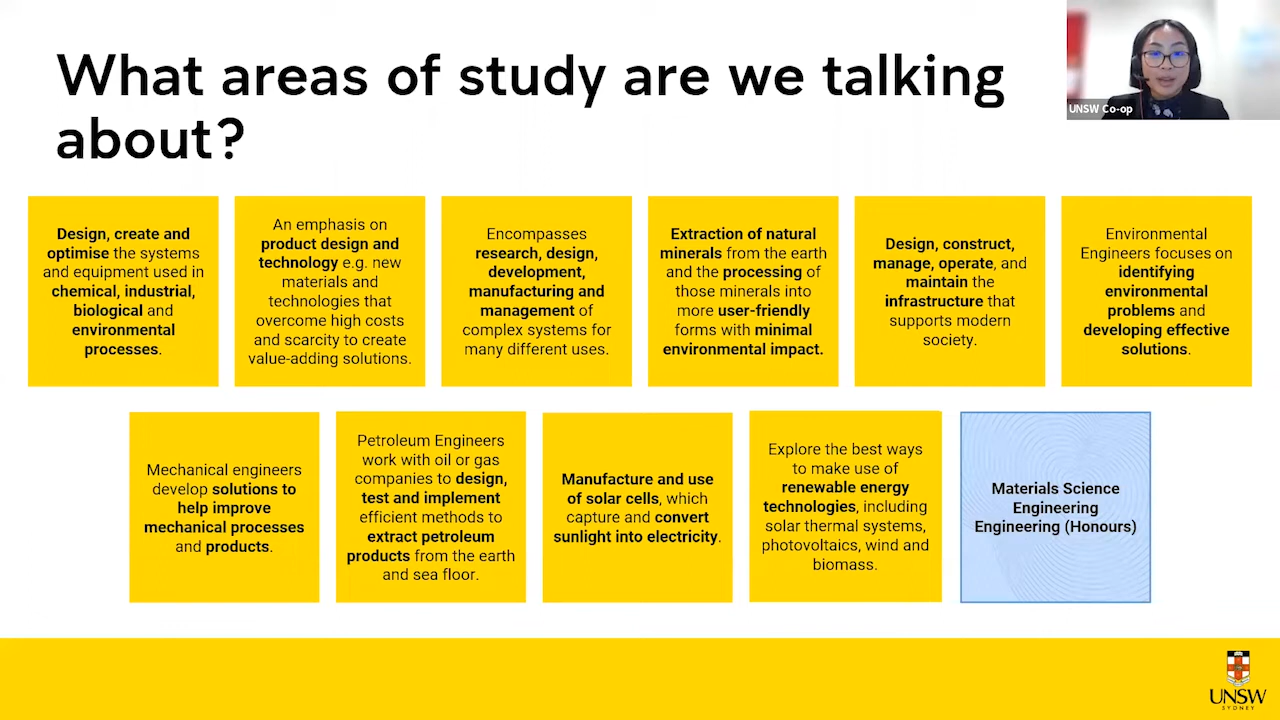 What areas of study are we talking
about?
UNSW Co-op
Design, create and
optimise the systems
and equipment used in
chemical, industrial,
biological and
environmental
processes.
An emphasis on
product design and
technology e.g. new
materials and
technologies that
overcome high costs
and scarcity to create
value-adding solutions.
Encompasses
research, design,
development,
manufacturing and
management of
complex systems for
many different uses.
Extraction of natural
minerals from the earth
and the processing of
those minerals into
more user-friendly
forms with minimal
environmental impact.
Design, construct,
manage, operate, and
maintain the
infrastructure that
supports modern
society.
Environmental
Engineers focuses on
identifying
environmental
problems and
developing effective
solutions.
Mechanical engineers
develop solutions to
help improve
mechanical processes
and products.
Petroleum Engineers
work with oil or gas
companies to design,
test and implement
efficient methods to
extract petroleum
products from the earth
and sea floor.
Manufacture and use
of solar cells, which
capture and convert
sunlight into electricity.
Explore the best ways
to make use of
renewable energy
technologies, including
solar thermal systems,
photovoltaics, wind and
biomass.
Materials Science
Engineering
Engineering (Honours)
UNSW
SYDNEY